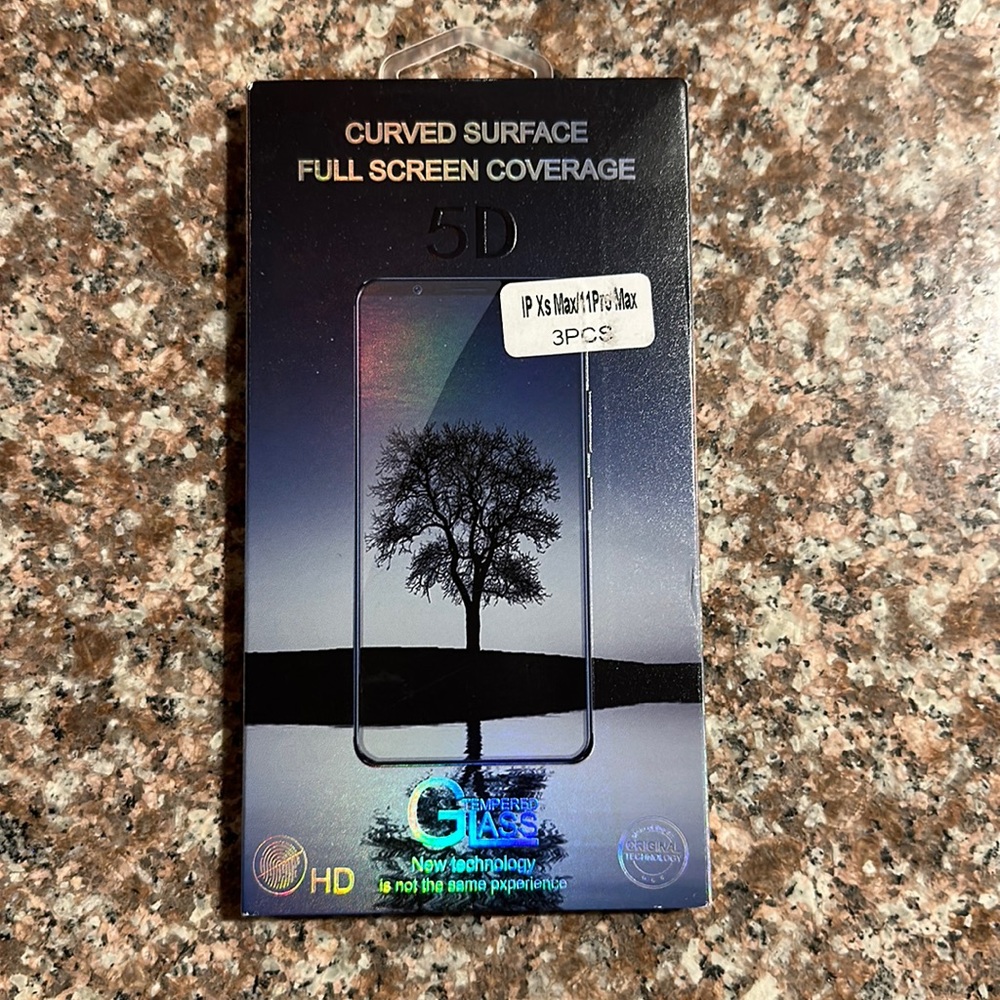 CURVED SURFACE
FULL SCREEN COVERAGE
5D
IP Xs Max/11Pro Max
3PCS
TEMPERED
GLASS
New technology
is not the same pxperience
HD
ORIGINAL
TECHNOLOGY